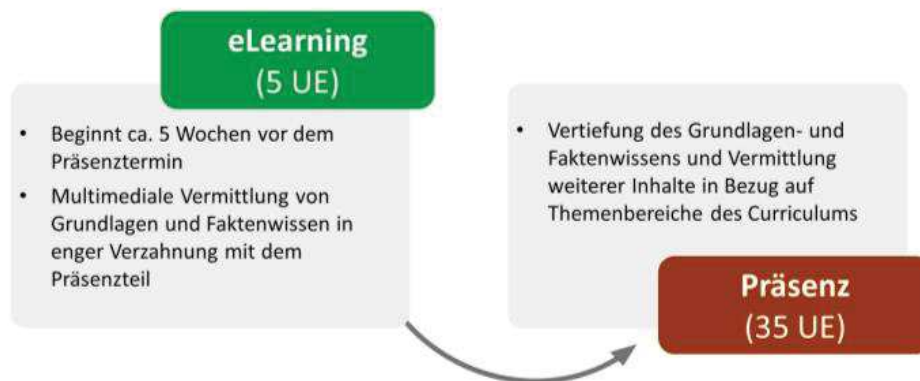 eLearning
(5 UE)
• Beginnt ca. 5 Wochen vor dem
Präsenztermin
• Multimediale Vermittlung von
Grundlagen und Faktenwissen in
enger Verzahnung mit dem
Präsenzteil
• Vertiefung des Grundlagen- und
Faktenwissens und Vermittlung
weiterer Inhalte in Bezug auf
Themenbereiche des Curriculums
Präsenz
(35 UE)